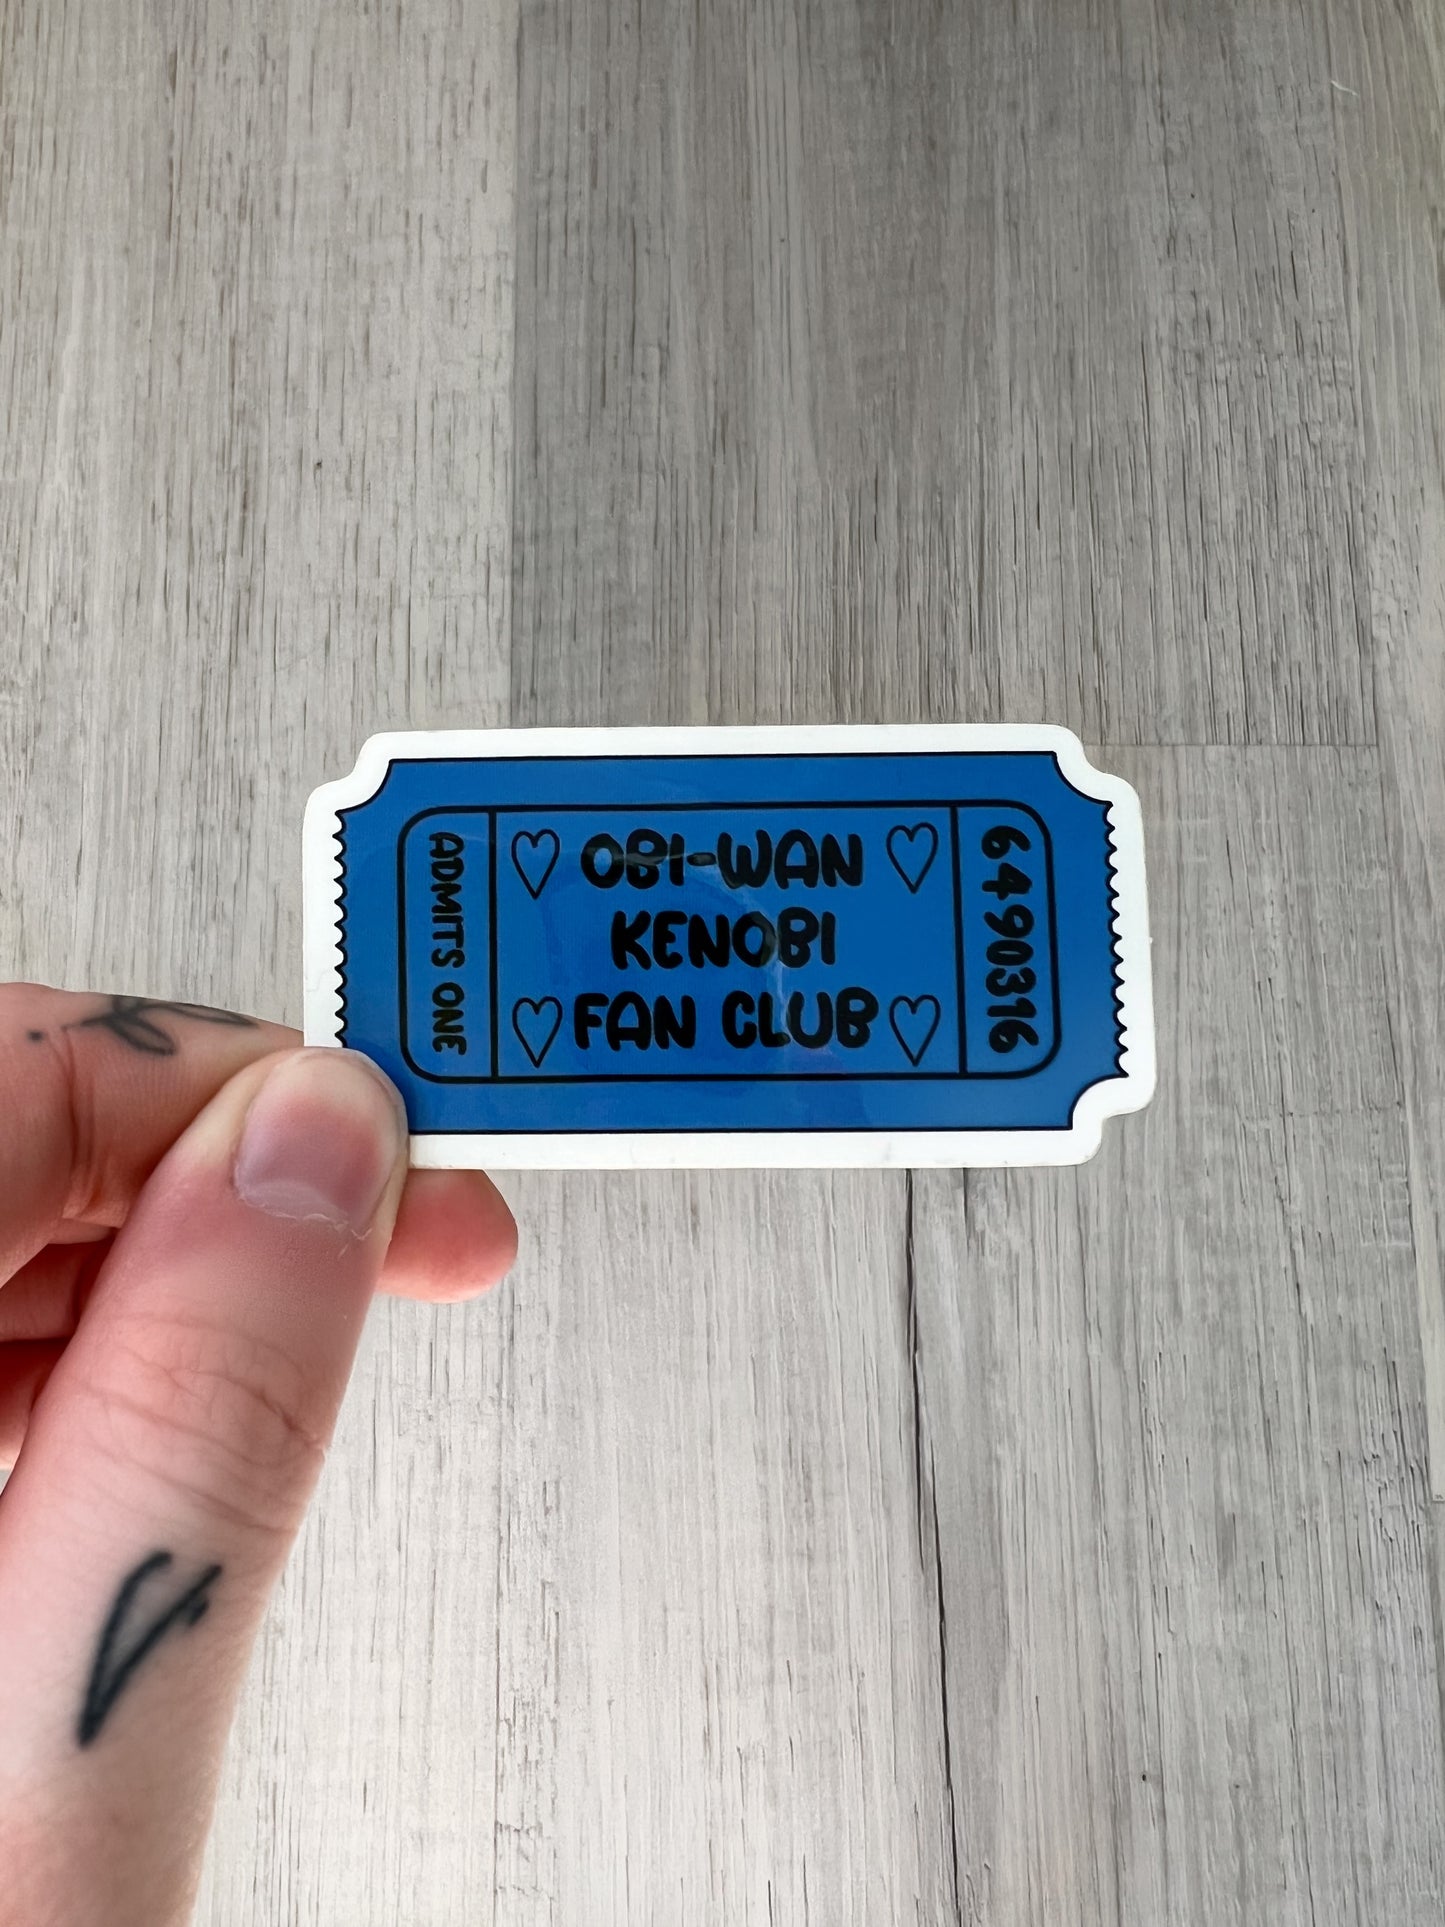 ADMITS ONE
OBI-WAN
KENOBI
FAN CLUB
6490316